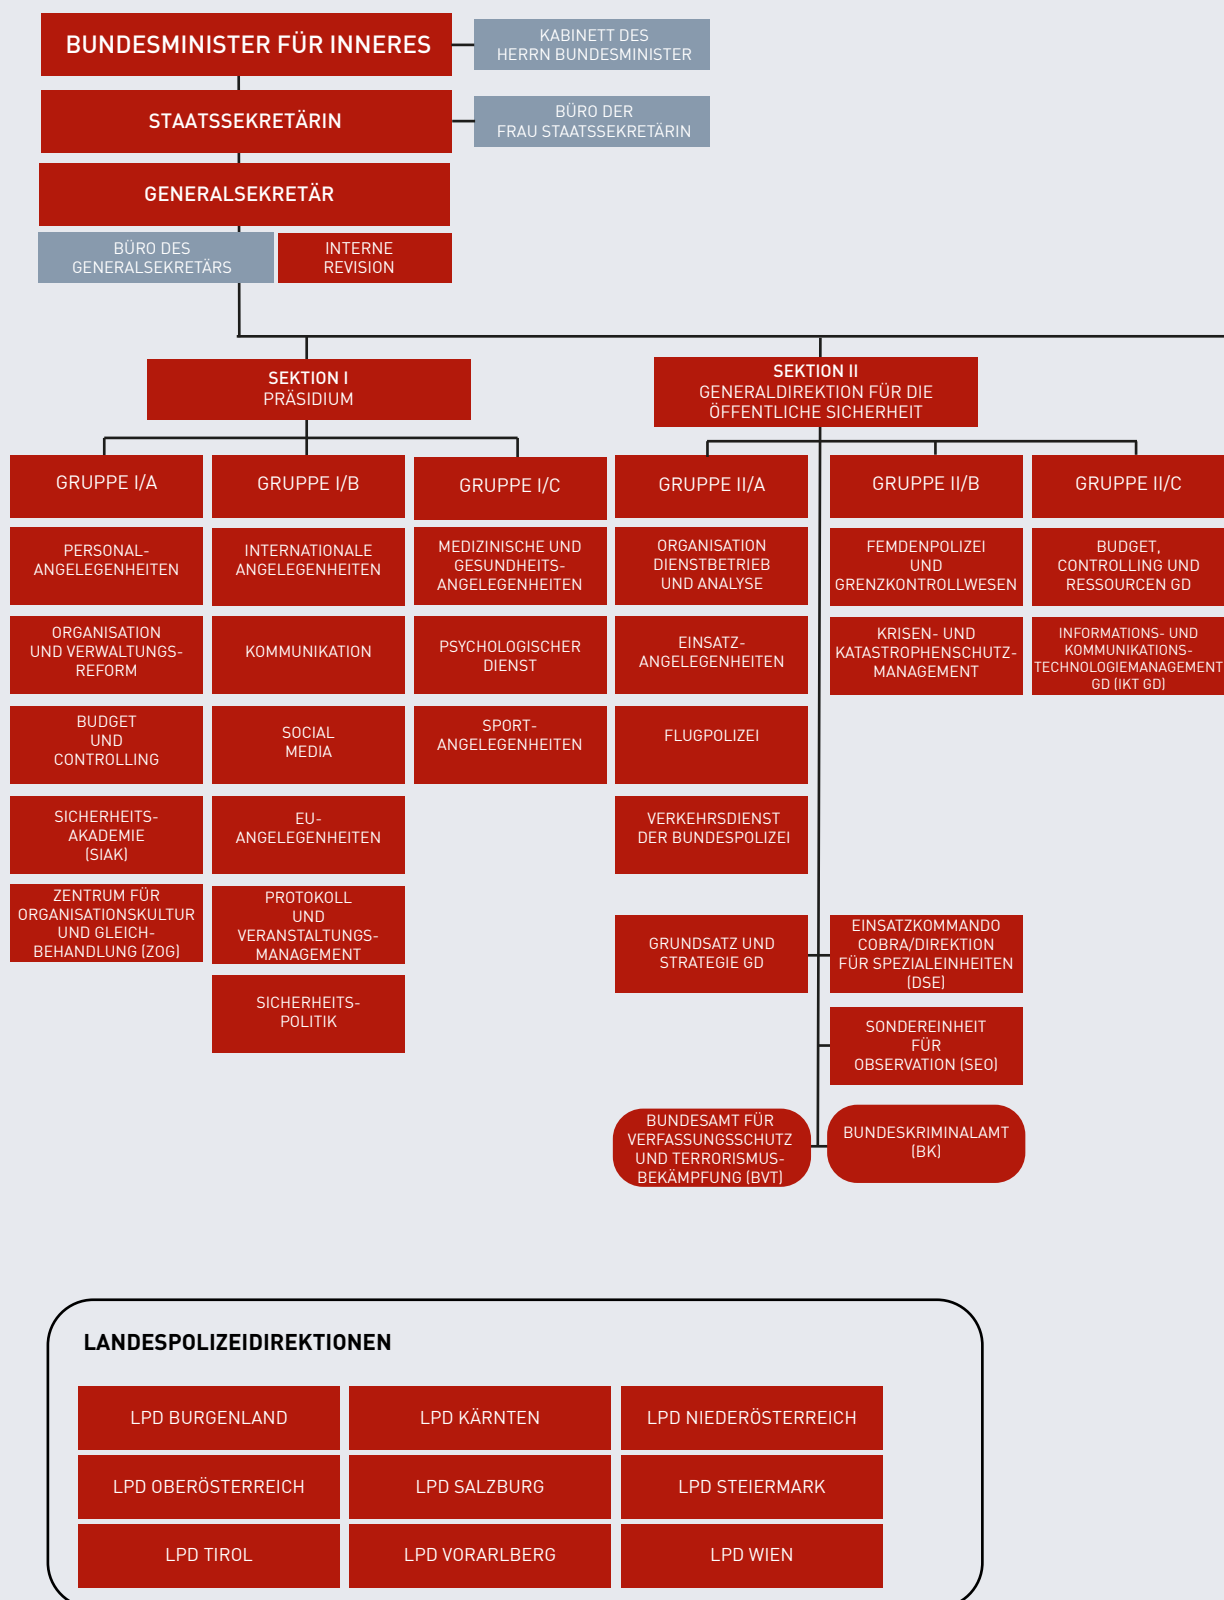 BUNDESMINISTER FÜR INNERES
KABINETT DES
HERRN BUNDESMINISTER
STAATSSEKRETÄRIN
BÜRO DER
FRAU STAATSSEKRETÄRIN
GENERALSEKRETÄR
BÜRO DES
GENERALSEKRETÄRS
INTERNE
REVISION
SEKTION I
PRÄSIDIUM
SEKTION II
GENERALDIREKTION FÜR DIE
ÖFFENTLICHE SICHERHEIT
GRUPPE I/A
PERSONAL-
ANGELEGENHEITEN
ORGANISATION
UND VERWALTUNGS-
REFORM
BUDGET
UND
CONTROLLING
SICHERHEITS-
AKADEMIE
(SIAK)
ZENTRUM FÜR
ORGANISATIONSKULTUR
UND GLEICH-
BEHANDLUNG (ZOG)
GRUPPE I/B
INTERNATIONALE
ANGELEGENHEITEN
KOMMUNIKATION
SOCIAL
MEDIA
EU-
ANGELEGENHEITEN
PROTOKOLL
UND
VERANSTALTUNGS-
MANAGEMENT
SICHERHEITS-
POLITIK
GRUPPE I/C
MEDIZINISCHE UND
GESUNDHEITS-
ANGELEGENHEITEN
PSYCHOLOGISCHER
DIENST
SPORT-
ANGELEGENHEITEN
GRUPPE II/A
ORGANISATION
DIENSTBETRIEB
UND ANALYSE
EINSATZ-
ANGELEGENHEITEN
FLUGPOLIZEI
VERKEHRSDIENST
DER BUNDESPOLIZEI
GRUPPE II/B
FEMDENPOLIZEI
UND
GRENZKONTROLLWESEN
KRISEN- UND
KATASTROPHENSCHUTZ-
MANAGEMENT
GRUPPE II/C
BUDGET,
CONTROLLING UND
RESSOURCEN GD
INFORMATIONS- UND
KOMMUNIKATIONS-
TECHNOLOGIEMANAGEMENT
GD (IKT GD)
GRUNDSATZ UND
STRATEGIE GD
EINSATZKOMMANDO
COBRA/DIREKTION
FÜR SPEZIALEINHEITEN
(DSE)
SONDEREINHEIT
FÜR
OBSERVATION (SEO)
BUNDESAMT FÜR
VERFASSUNGSSCHUTZ
UND TERRORISMUS-
BEKÄMPFUNG (BVT)
BUNDESKRIMINALAMT
(BK)
LANDESPOLIZEIDIREKTIONEN
LPD BURGENLAND
LPD KÄRNTEN
LPD NIEDERÖSTERREICH
LPD OBERÖSTERREICH
LPD SALZBURG
LPD STEIERMARK
LPD TIROL
LPD VORARLBERG
LPD WIEN